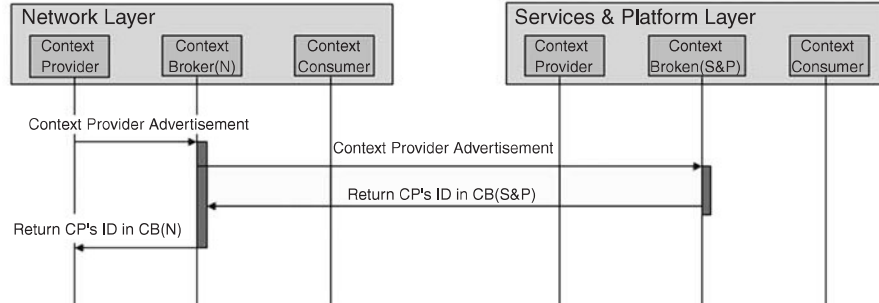 Network Layer
Services & Platform Layer
Context
Provider
Context
Broker(N)
Context
Consumer
Context
Provider
Context
Broken(S&P)
Context
Consumer
Context Provider Advertisement
Context Provider Advertisement
Return CP's ID in CB(S&P)
Return CP's ID in CB(N)